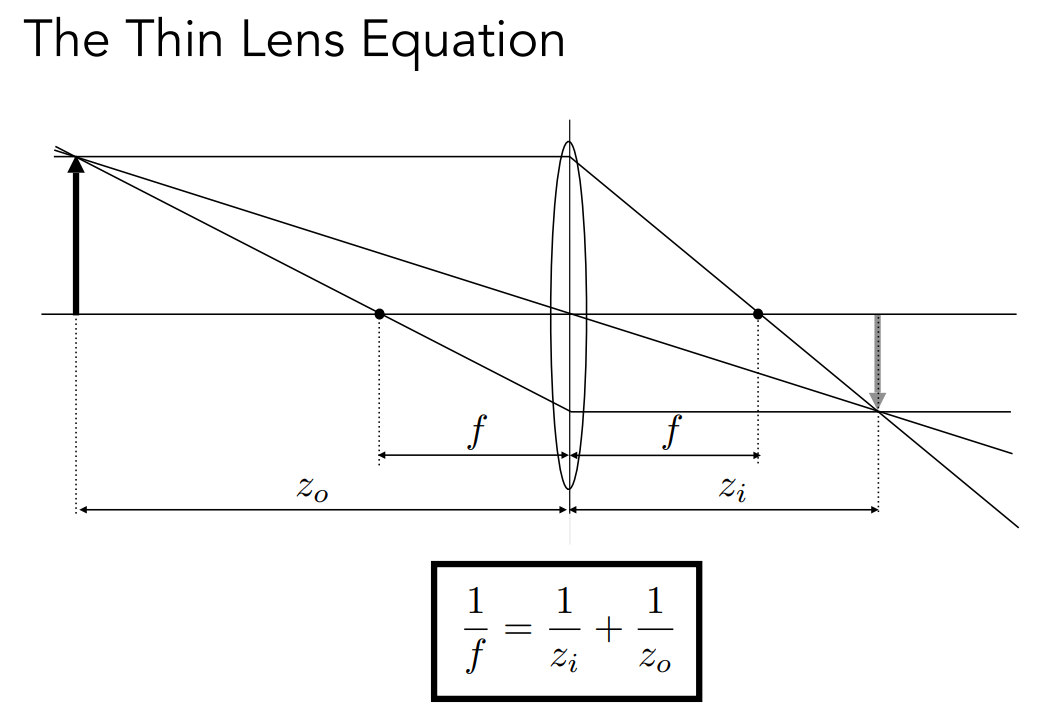 The Thin Lens Equation
f f
z_o z_i
1/f = 1/z_i + 1/z_o